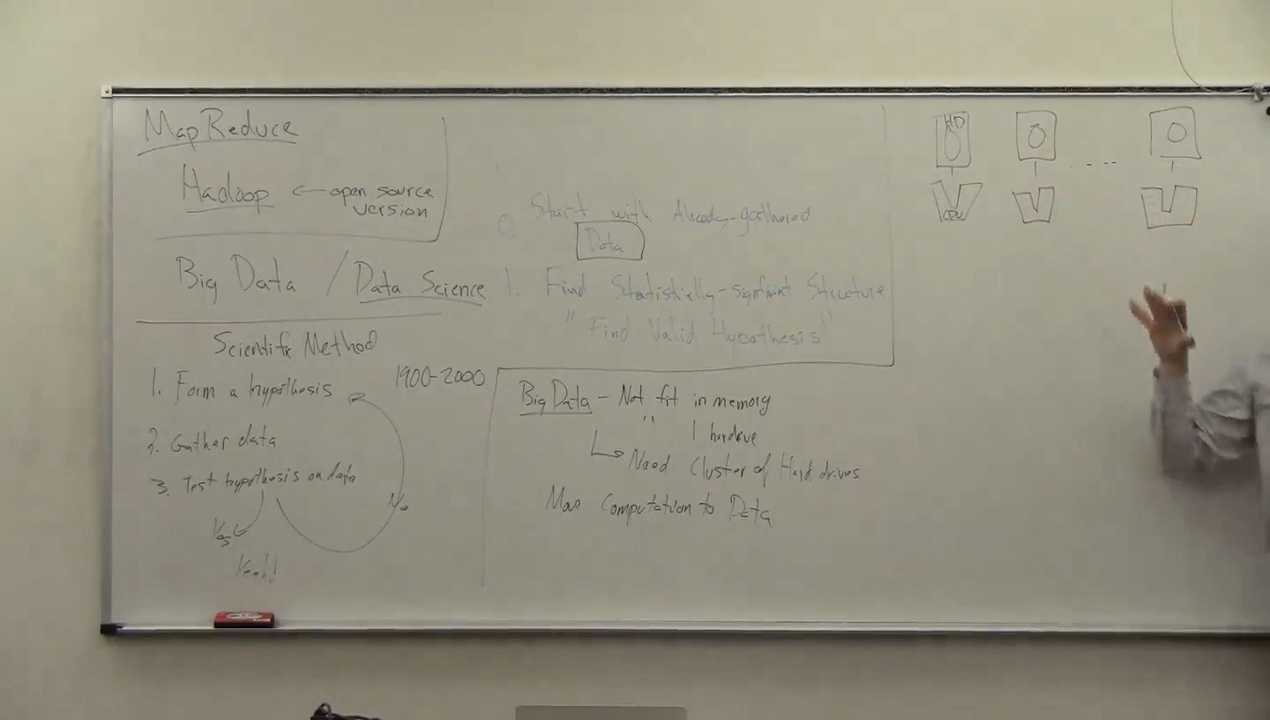 MapReduce
Hadoop ← open source
version
Big Data / Data Science
Scientific Method
1900-2000
1. Form a hypothesis
2. Gather data
3. Test hypothesis on data
No
Yes
Yeah!
0. Start with Already-gathered
Data
1. Find Statistically-signficant Structure
"Find Valid Hypothesis"
Big Data - Not fit in memory
" 1 hardrive
Need Cluster of Hard drives
Move Computation to Data
HD
....
CPU